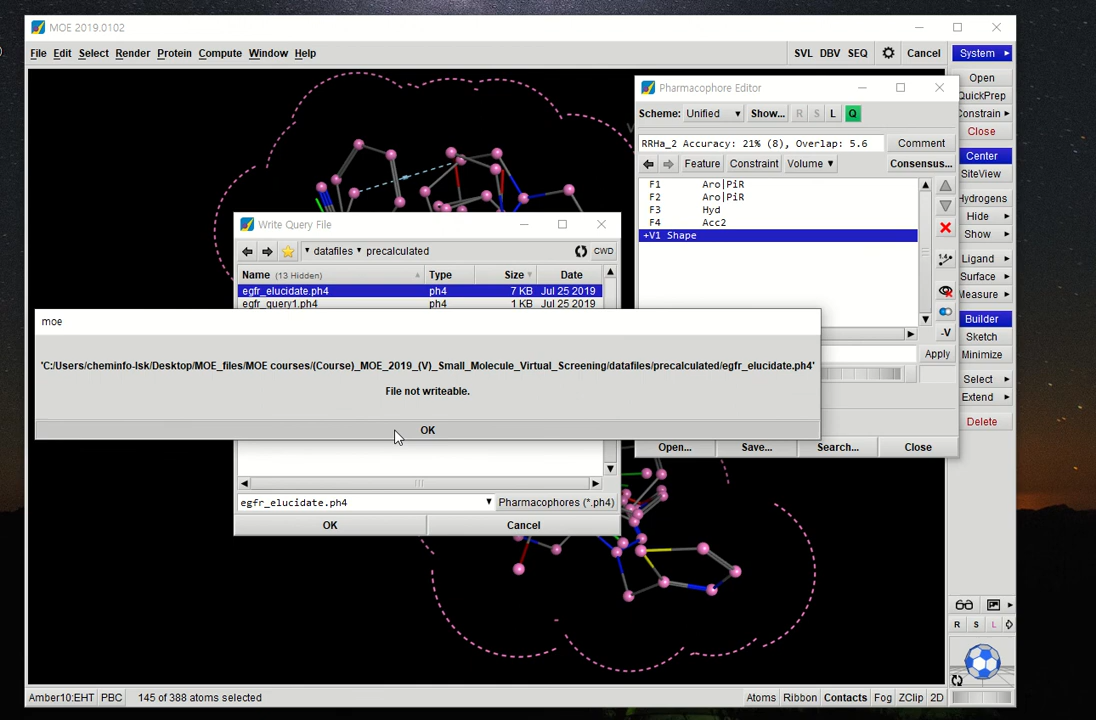 MOE 2019.0102
File Edit Select Render Protein Compute Window Help
SVL DBV SEQ Cancel
System
Open
QuickPrep
Constrain
Close
Center
SiteView
Hydrogens
Hide
Show
Ligand
Surface
Measure
Builder
Sketch
Minimize
Select
Extend
Delete
R S L
Pharmacophore Editor
Scheme: Unified Show... R S L Q
RRHa_2 Accuracy: 21% (8), Overlap: 5.6 Comment
Feature Constraint Volume Consensus...
F1 Aro|PiR
F2 Aro|PiR
F3 Hyd
F4 Acc2
+V1 Shape
-V
Apply
Open... Save... Search... Close
Write Query File
datafiles precalculated CWD
Name (13 Hidden) Type Size Date
egfr_elucidate.ph4 ph4 7 KB Jul 25 2019
egfr_query1.ph4 ph4 1 KB Jul 25 2019
moe
'C:/Users/cheminfo-lsk/Desktop/MOE_files/MOE courses/(Course)_MOE_2019_(V)_Small_Molecule_Virtual_Screening/datafiles/precalculated/egfr_elucidate.ph4'
File not writeable.
OK
egfr_elucidate.ph4 Pharmacophores (*.ph4)
OK Cancel
Amber10:EHT PBC 145 of 388 atoms selected
Atoms Ribbon Contacts Fog ZClip 2D